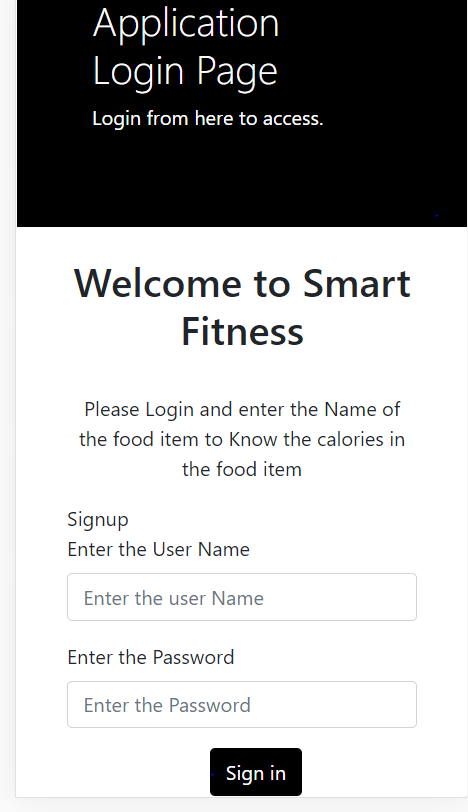 Application
Login Page
Login from here to access.
Welcome to Smart
Fitness
Please Login and enter the Name of
the food item to Know the calories in
the food item
Signup
Enter the User Name
Enter the user Name
Enter the Password
Enter the Password
Sign in